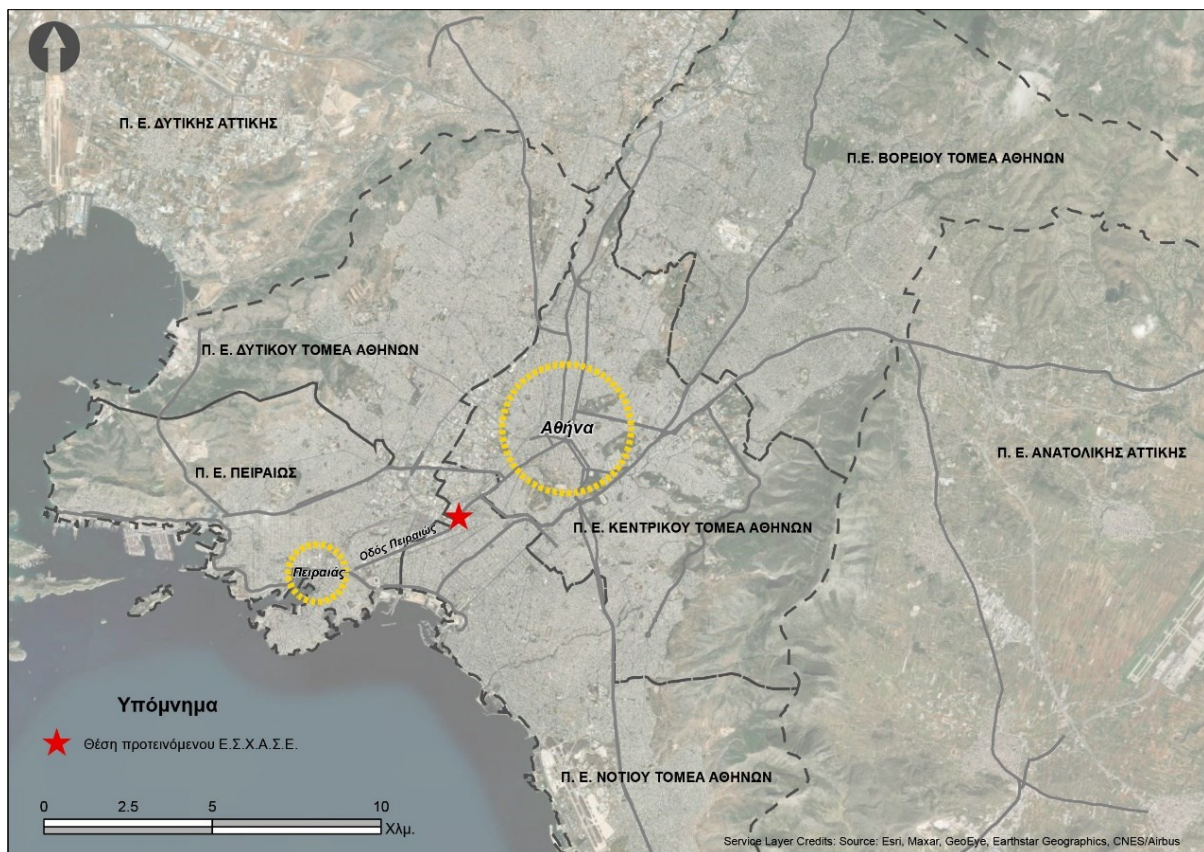 Π. Ε. ΔΥΤΙΚΗΣ ΑΤΤΙΚΗΣ
Π.Ε. ΒΟΡΕΙΟΥ ΤΟΜΕΑ ΑΘΗΝΩΝ
Π. Ε. ΔΥΤΙΚΟΥ ΤΟΜΕΑ ΑΘΗΝΩΝ
Αθήνα
Π. Ε. ΑΝΑΤΟΛΙΚΗΣ ΑΤΤΙΚΗΣ
Π. Ε. ΠΕΙΡΑΙΩΣ
Π. Ε. ΚΕΝΤΡΙΚΟΥ ΤΟΜΕΑ ΑΘΗΝΩΝ
Οδός Πειραιώς
Πειραιάς
Υπόμνημα
Θέση προτεινόμενου Ε.Σ.Χ.Α.Σ.Ε.
Π. Ε. ΝΟΤΙΟΥ ΤΟΜΕΑ ΑΘΗΝΩΝ
0 2.5 5 10
Χλμ.
Service Layer Credits: Source: Esri, Maxar, GeoEye, Earthstar Geographics, CNES/Airbus